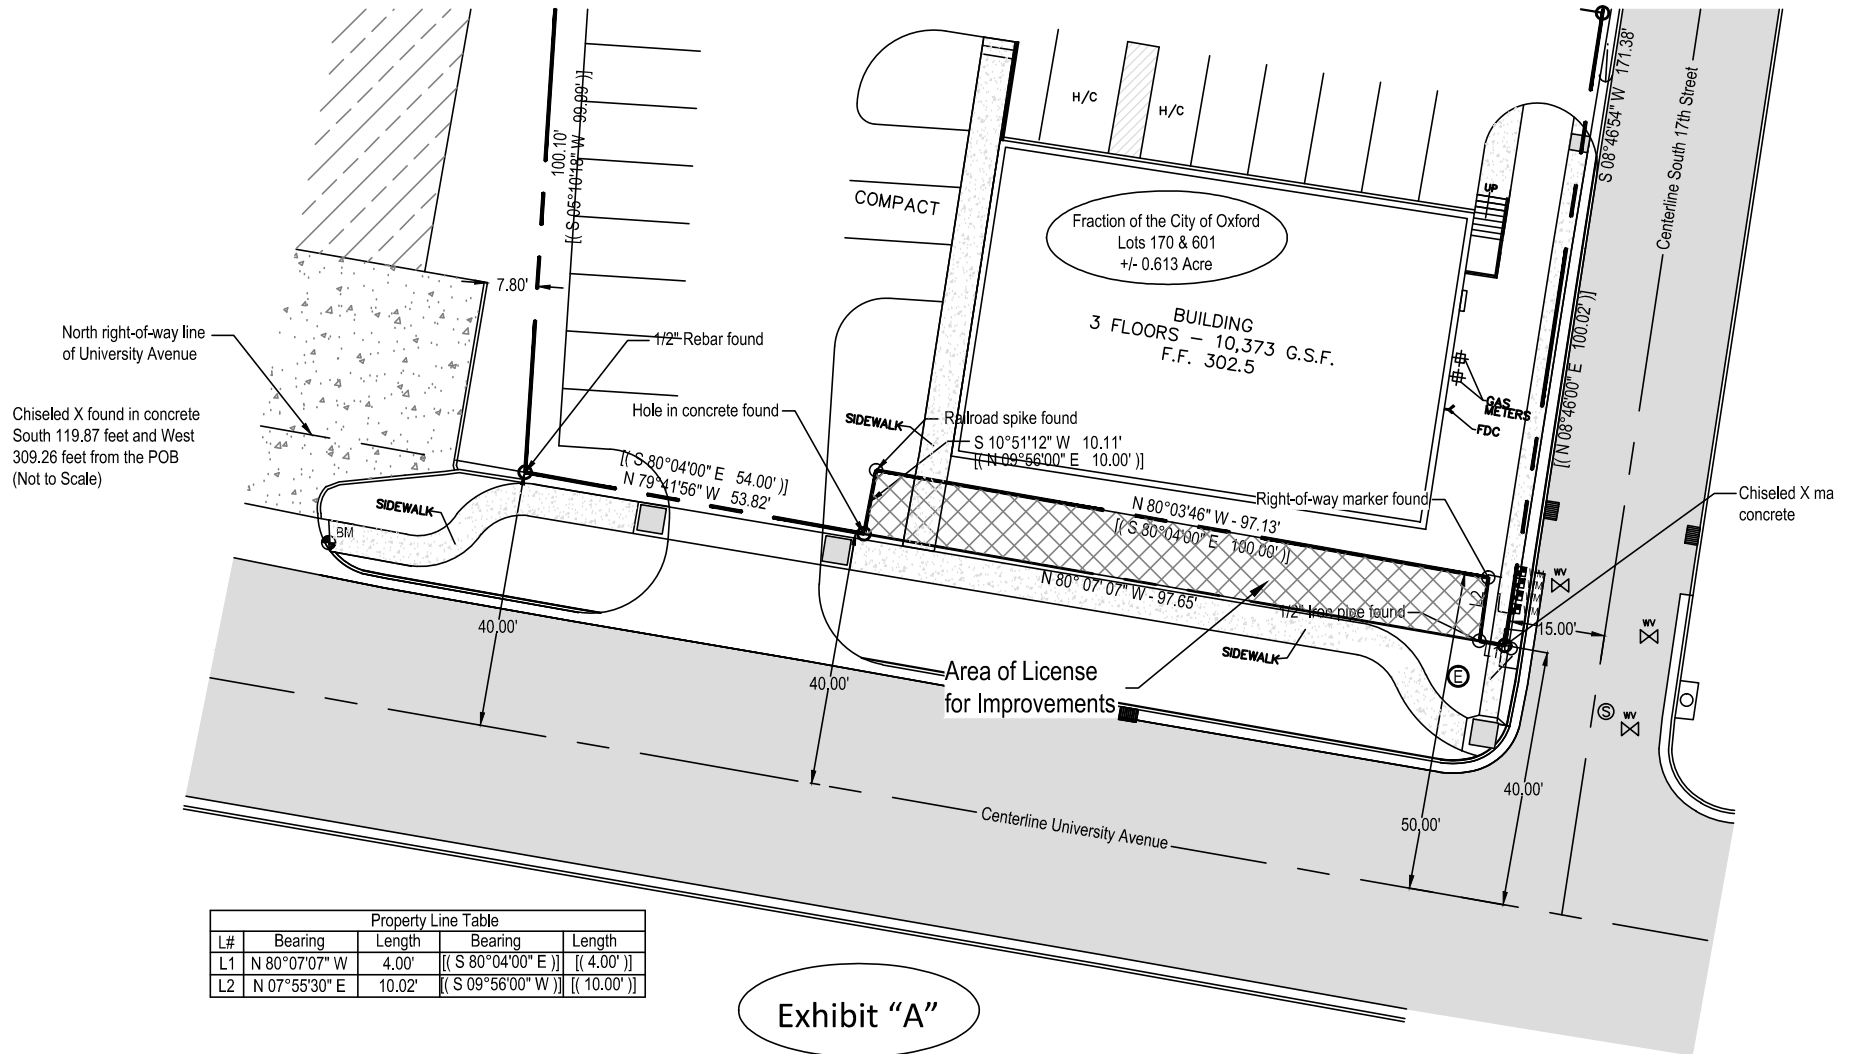 S 08°46'54" W 171.38'
Centerline South 17th Street
100.10'
[( S 05°10'18" W 99.99' )]
H/C
H/C
UP
COMPACT
Fraction of the City of Oxford
Lots 170 & 601
+/- 0.613 Acre
BUILDING
3 FLOORS – 10,373 G.S.F.
F.F. 302.5
7.80'
[( N 08°46'00" E 100.02' )]
North right-of-way line
of University Avenue
1/2" Rebar found
GAS
METERS
FDC
Chiseled X found in concrete
South 119.87 feet and West
309.26 feet from the POB
(Not to Scale)
Hole in concrete found
SIDEWALK
Railroad spike found
S 10°51'12" W 10.11'
[( N 09°56'00" E 10.00' )]
[( S 80°04'00" E 54.00' )]
N 79°41'56" W 53.82'
Right-of-way marker found
N 80°03'46" W - 97.13'
[( S 80°04'00" E 100.00' )]
Chiseled X ma
concrete
SIDEWALK
BM
N 80° 07' 07" W - 97.65'
L2
1/2" Iron pipe found
WV
WM
WM
15.00'
WV
40.00'
SIDEWALK
L1
40.00'
Area of License
for Improvements
E
S
WV
40.00'
50.00'
Centerline University Avenue
Property Line Table
L# Bearing Length Bearing Length
L1 N 80°07'07" W 4.00' [( S 80°04'00" E )] [( 4.00' )]
L2 N 07°55'30" E 10.02' [( S 09°56'00" W )] [( 10.00' )]
Exhibit “A”